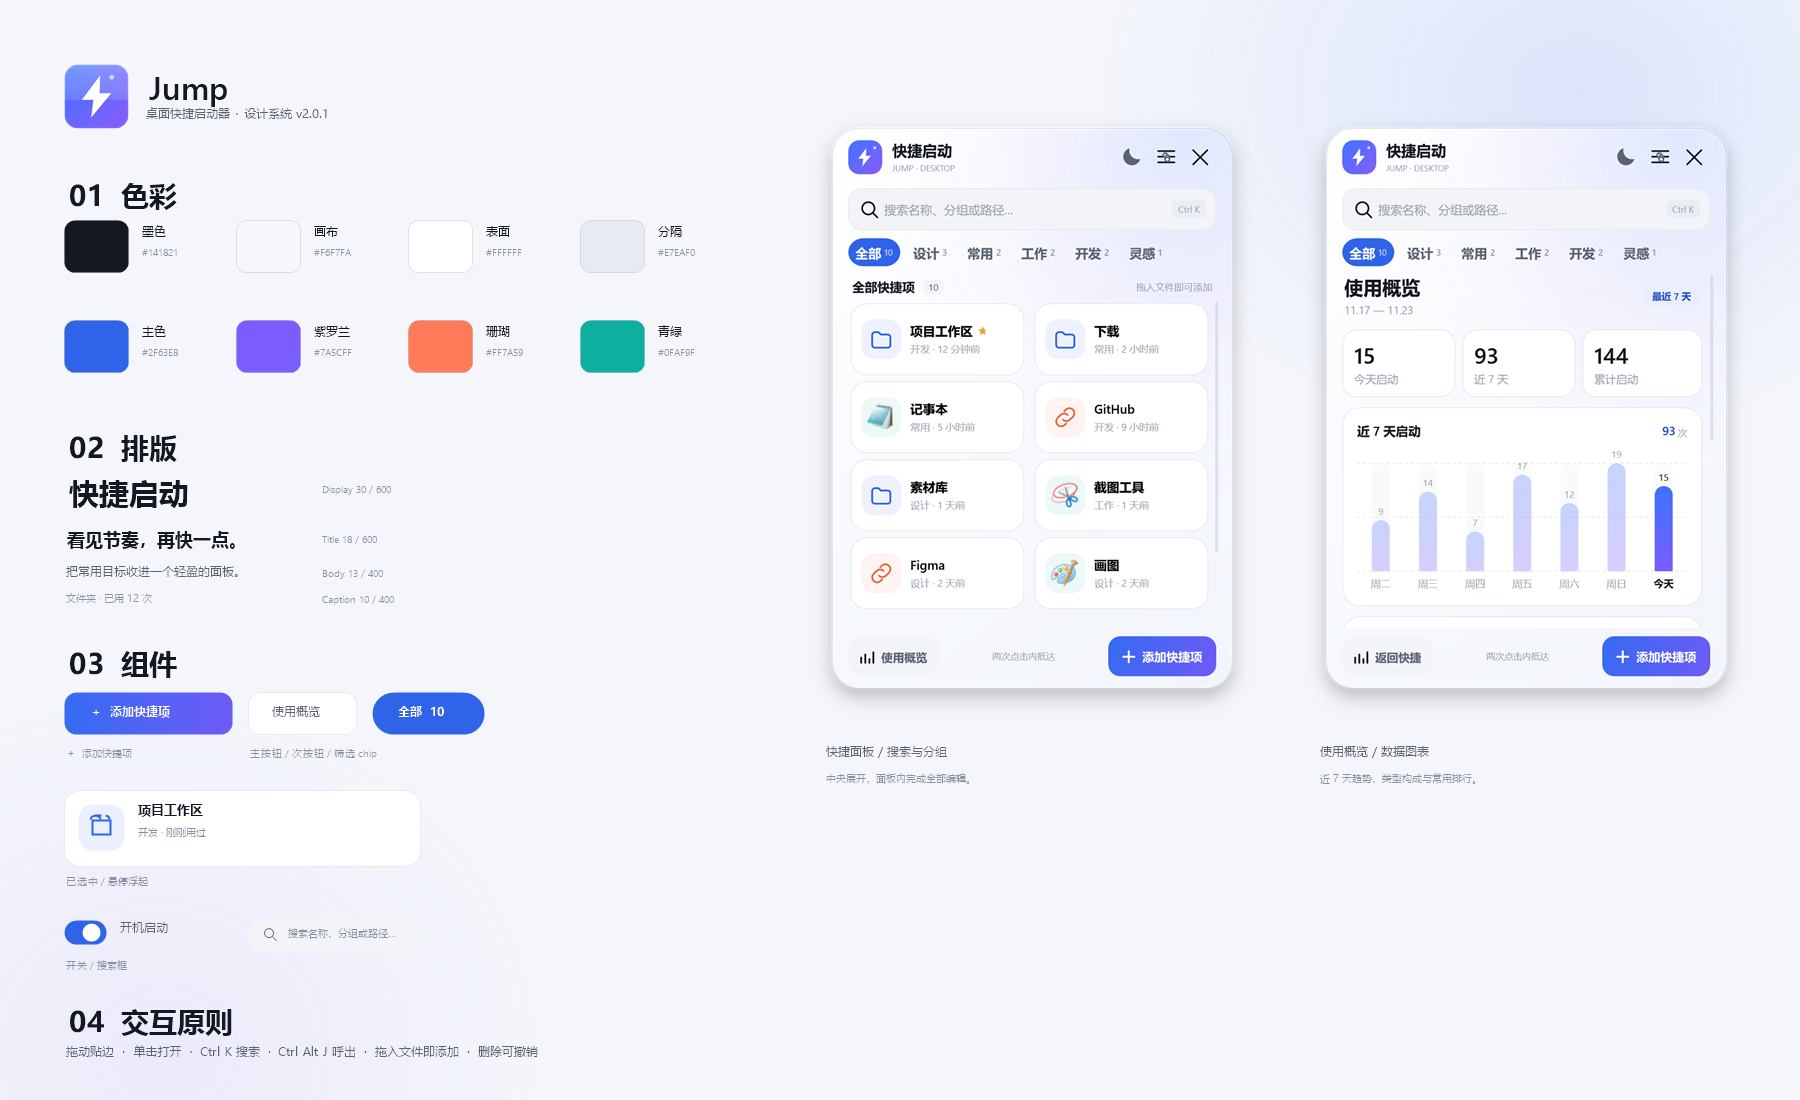 Jump
桌面快捷启动器 · 设计系统 v2.0.1
01 色彩
墨色
#141821
画布
#F6F7FA
表面
#FFFFFF
分隔
#E7EAF0
主色
#2F63E8
紫罗兰
#7A5CFF
珊瑚
#FF7A59
青绿
#0FAF9F
02 排版
快捷启动
Display 30 / 600
看见节奏，再快一点。
Title 18 / 600
把常用目标收进一个轻盈的面板。
Body 13 / 400
文件夹 · 已用 12 次
Caption 10 / 400
03 组件
+ 添加快捷项
使用概览
全部 10
+ 添加快捷项
主按钮 / 次按钮 / 筛选 chip
项目工作区
开发 · 刚刚用过
已选中 / 悬停浮起
开机启动
搜索名称、分组或路径...
开关 / 搜索框
04 交互原则
拖动贴边 · 单击打开 · Ctrl K 搜索 · Ctrl Alt J 呼出 · 拖入文件即添加 · 删除可撤销
快捷启动
JUMP · DESKTOP
搜索名称、分组或路径...
Ctrl K
全部 10 设计 3 常用 2 工作 2 开发 2 灵感 1
全部快捷项 10
拖入文件即可添加
项目工作区
开发 · 12 分钟前
下载
常用 · 2 小时前
记事本
常用 · 5 小时前
GitHub
开发 · 9 小时前
素材库
设计 · 1 天前
截图工具
工作 · 1 天前
Figma
设计 · 2 天前
画图
设计 · 2 天前
使用概览
两次点击内抵达
+ 添加快捷项
快捷面板 / 搜索与分组
中央展开，面板内完成全部编辑。
快捷启动
JUMP · DESKTOP
搜索名称、分组或路径...
Ctrl K
全部 10 设计 3 常用 2 工作 2 开发 2 灵感 1
使用概览
11.17 — 11.23
最近 7 天
15
今天启动
93
近 7 天
144
累计启动
近 7 天启动
93 次
9
14
7
17
12
19
15
周二 周三 周四 周五 周六 周日 今天
返回快捷
两次点击内抵达
+ 添加快捷项
使用概览 / 数据图表
近 7 天趋势、类型构成与常用排行。